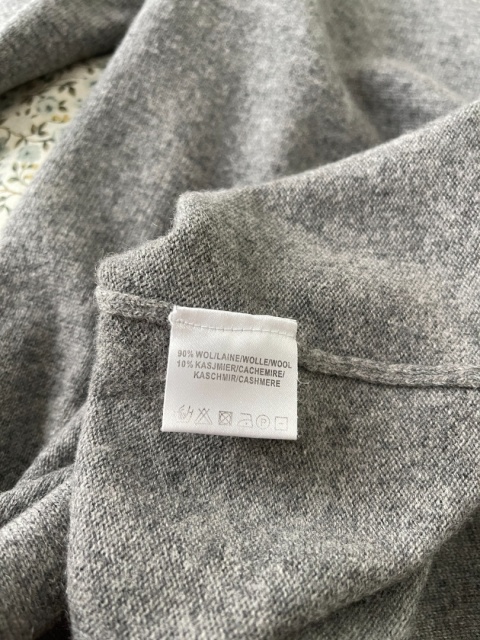 90% WOL/LAINE/WOLLE/WOOL
10% KASJMIER/CACHEMIRE/
KASCHMIR/CASHMERE